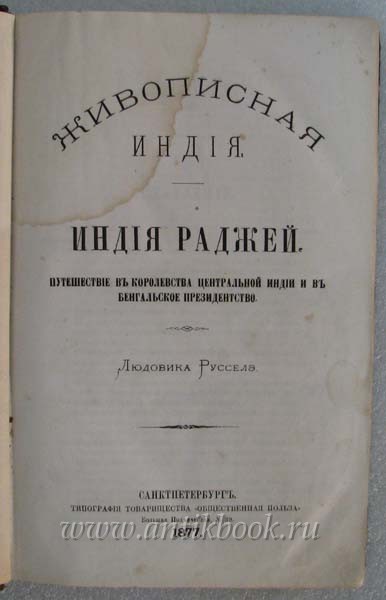 ЖИВОПИСНАЯ
ИНДІЯ.
ИНДІЯ РАДЖЕЙ.
ПУТЕШЕСТВІЕ ВЪ КОРОЛЕВСТВА ЦЕНТРАЛЬНОЙ ИНДІИ И ВЪ
БЕНГАЛЬСКОЕ ПРЕЗИДЕНТСТВО.
Людовика Русселэ.
САНКТПЕТЕРБУРГЪ.
ТИПОГРАФІЯ ТОВАРИЩЕСТВА «ОБЩЕСТВЕННАЯ ПОЛЬЗА»
Большая
www.antikbook.ru
1877.